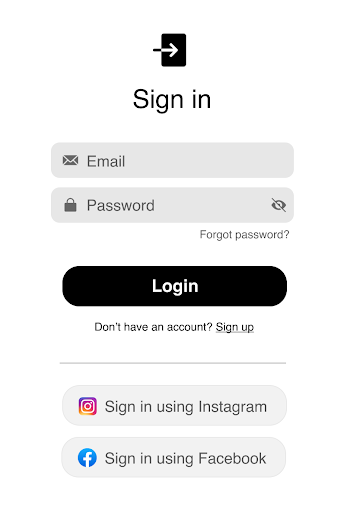 Sign in
Email
Password
Forgot password?
Login
Don't have an account? Sign up
Sign in using Instagram
Sign in using Facebook